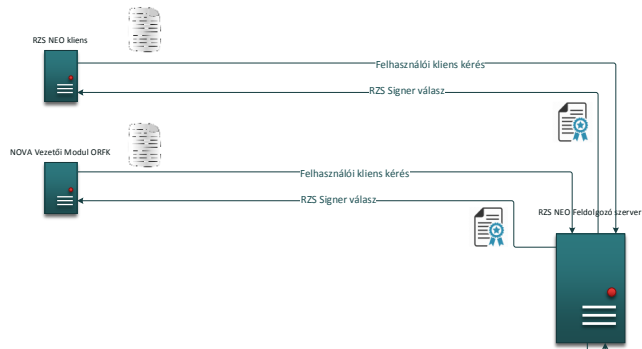 RZS NEO kliens
Felhasználói kliens kérés
RZS Signer válasz
NOVA Vezetői Modul ORFK
Felhasználói kliens kérés
RZS Signer válasz
RZS NEO Feldolgozó szerver